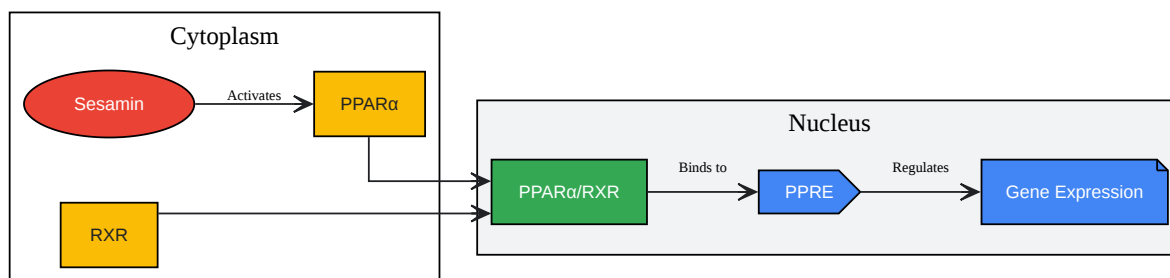 Cytoplasm
Sesamin
Activates
PPARα
RXR
Nucleus
PPARα/RXR
Binds to
PPRE
Regulates
Gene Expression